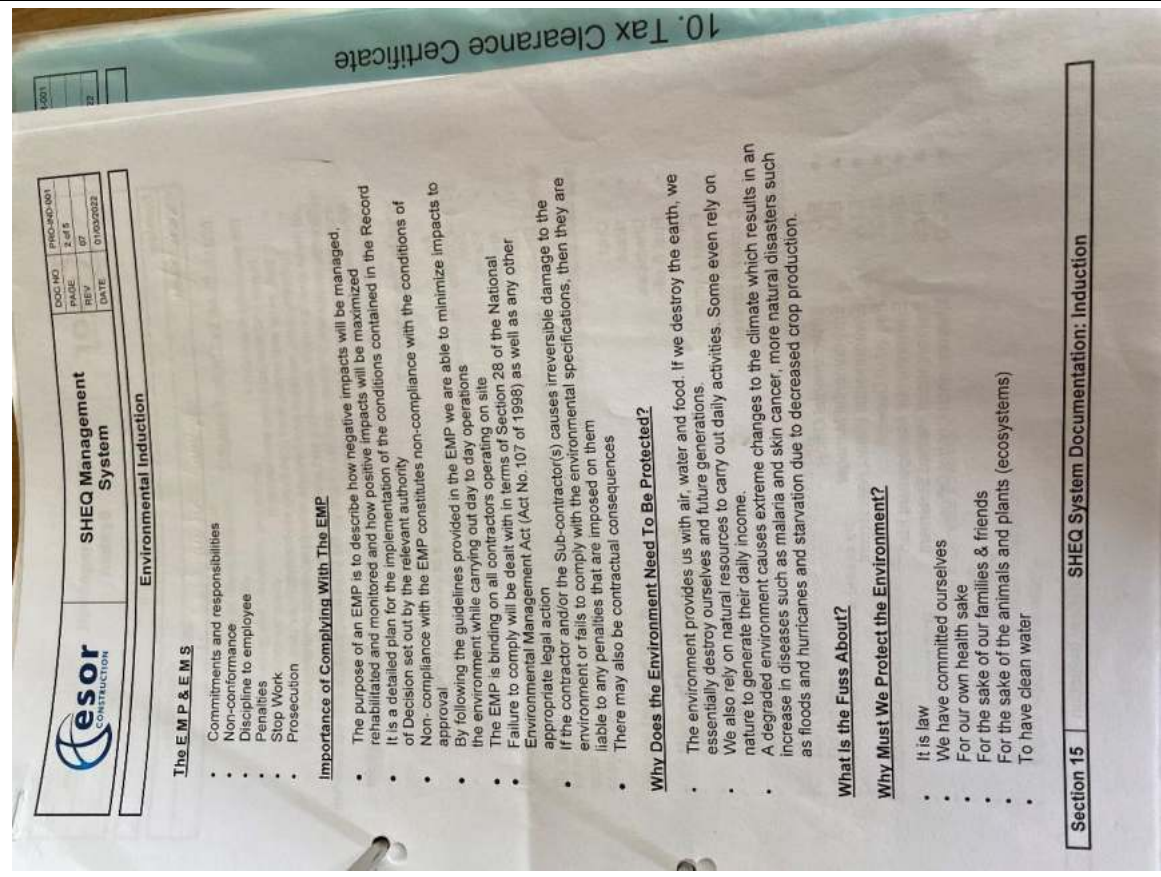 esor
CONSTRUCTION
SHEQ Management
System
DOC NO PRO-IND-001
PAGE 2 of 5
REV 07
DATE 01/03/2022
Environmental Induction
The E M P & E M S
• Commitments and responsibilities
• Non-conformance
• Discipline to employee
• Penalties
• Stop Work
• Prosecution
Importance of Complying With The EMP
• The purpose of an EMP is to describe how negative impacts will be managed,
rehabilitated and monitored and how positive impacts will be maximized
• It is a detailed plan for the implementation of the conditions contained in the Record
of Decision set out by the relevant authority
• Non- compliance with the EMP constitutes non-compliance with the conditions of
approval
• By following the guidelines provided in the EMP we are able to minimize impacts to
the environment while carrying out day to day operations
• The EMP is binding on all contractors operating on site
• Failure to comply will be dealt with in terms of Section 28 of the National
Environmental Management Act (Act No.107 of 1998) as well as any other
appropriate legal action
• If the contractor and/or the Sub-contractor(s) causes irreversible damage to the
environment or fails to comply with the environmental specifications, then they are
liable to any penalties that are imposed on them
• There may also be contractual consequences
Why Does the Environment Need To Be Protected?
• The environment provides us with air, water and food. If we destroy the earth, we
essentially destroy ourselves and future generations.
• We also rely on natural resources to carry out daily activities. Some even rely on
nature to generate their daily income.
• A degraded environment causes extreme changes to the climate which results in an
increase in diseases such as malaria and skin cancer, more natural disasters such
as floods and hurricanes and starvation due to decreased crop production.
What Is the Fuss About?
Why Must We Protect the Environment?
• It is law
• We have committed ourselves
• For our own health sake
• For the sake of our families & friends
• For the sake of the animals and plants (ecosystems)
• To have clean water
Section 15 SHEQ System Documentation: Induction
10. Tax Clearance Certificate